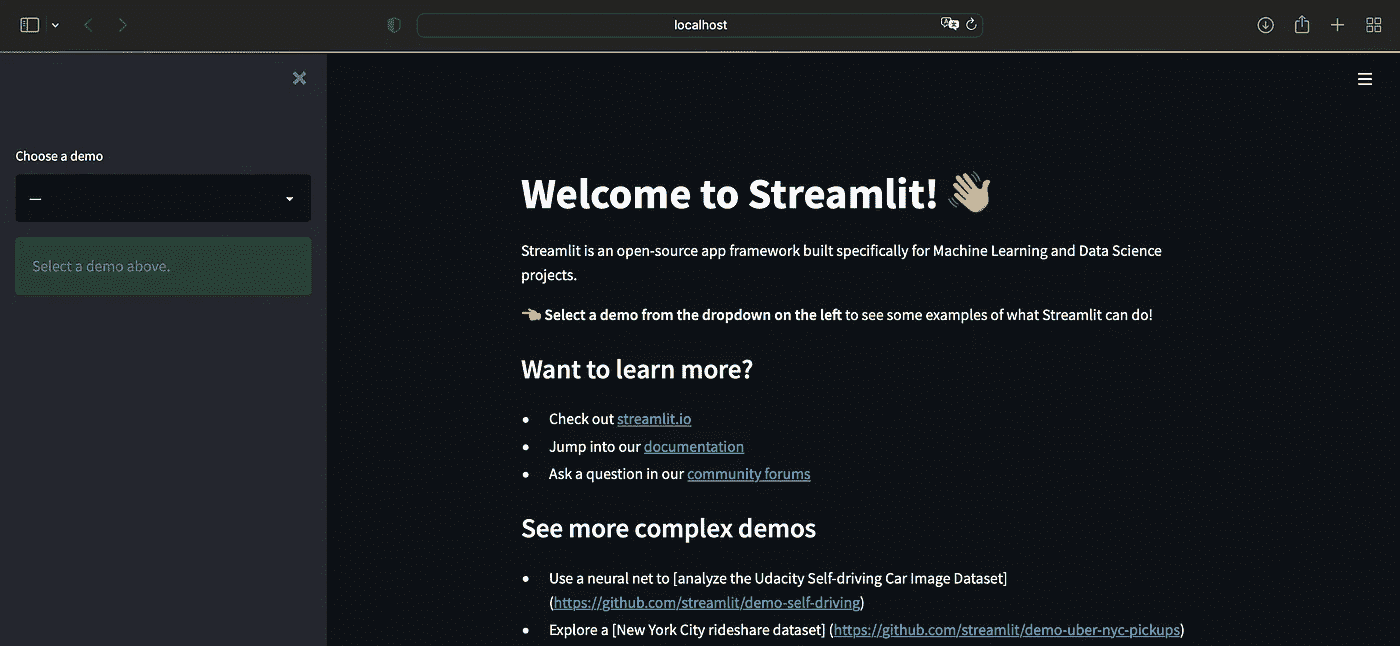 localhost
Choose a demo
—
Select a demo above.
Welcome to Streamlit! 👋🏼
Streamlit is an open-source app framework built specifically for Machine Learning and Data Science
projects.
👈🏼 Select a demo from the dropdown on the left to see some examples of what Streamlit can do!
Want to learn more?
• Check out streamlit.io
• Jump into our documentation
• Ask a question in our community forums
See more complex demos
• Use a neural net to [analyze the Udacity Self-driving Car Image Dataset]
(https://github.com/streamlit/demo-self-driving)
• Explore a [New York City rideshare dataset] (https://github.com/streamlit/demo-uber-nyc-pickups)